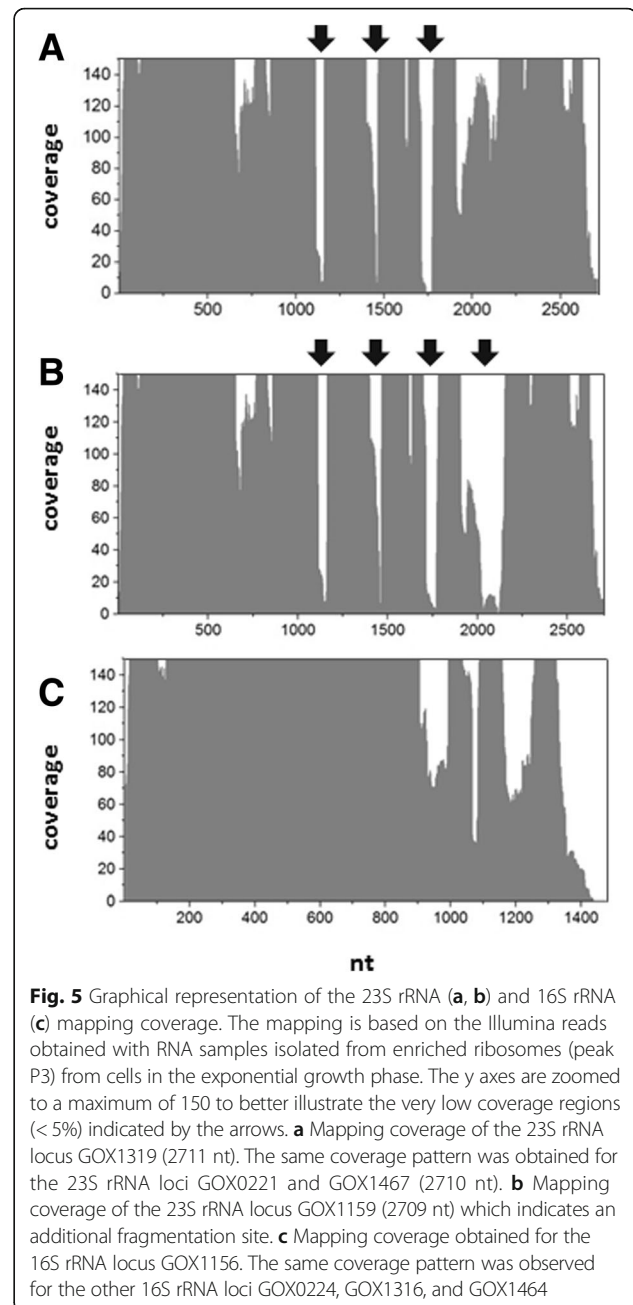 A
140
120
100
80
60
40
20
0
coverage
500 1000 1500 2000 2500
B
140
120
100
80
60
40
20
0
coverage
500 1000 1500 2000 2500
C
140
120
100
80
60
40
20
0
coverage
200 400 600 800 1000 1200 1400
nt
Fig. 5 Graphical representation of the 23S rRNA (a, b) and 16S rRNA
(c) mapping coverage. The mapping is based on the Illumina reads
obtained with RNA samples isolated from enriched ribosomes (peak
P3) from cells in the exponential growth phase. The y axes are zoomed
to a maximum of 150 to better illustrate the very low coverage regions
(< 5%) indicated by the arrows. a Mapping coverage of the 23S rRNA
locus GOX1319 (2711 nt). The same coverage pattern was obtained for
the 23S rRNA loci GOX0221 and GOX1467 (2710 nt). b Mapping
coverage of the 23S rRNA locus GOX1159 (2709 nt) which indicates an
additional fragmentation site. c Mapping coverage obtained for the
16S rRNA locus GOX1156. The same coverage pattern was observed
for the other 16S rRNA loci GOX0224, GOX1316, and GOX1464